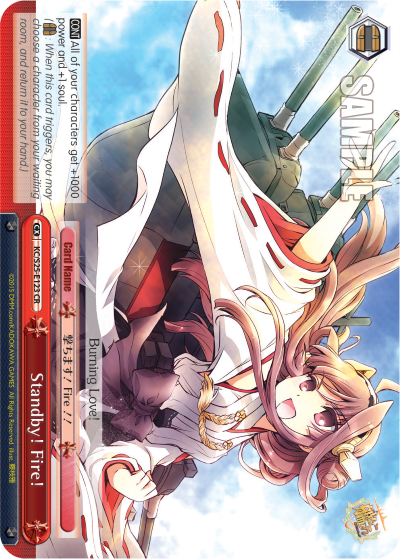 SAMPLE
CONT All of your characters get +1000
power and +1 soul.
( : When this card triggers, you may
choose a character from your waiting
room, and return it to your hand.)
Burning Love!
Card Name
撃ちます! Fire〜!!
CX
KC/S25-E123 CR
Standby! Fire!
©2015 DMM.com/KADOKAWA GAMES All Rights Reserved.